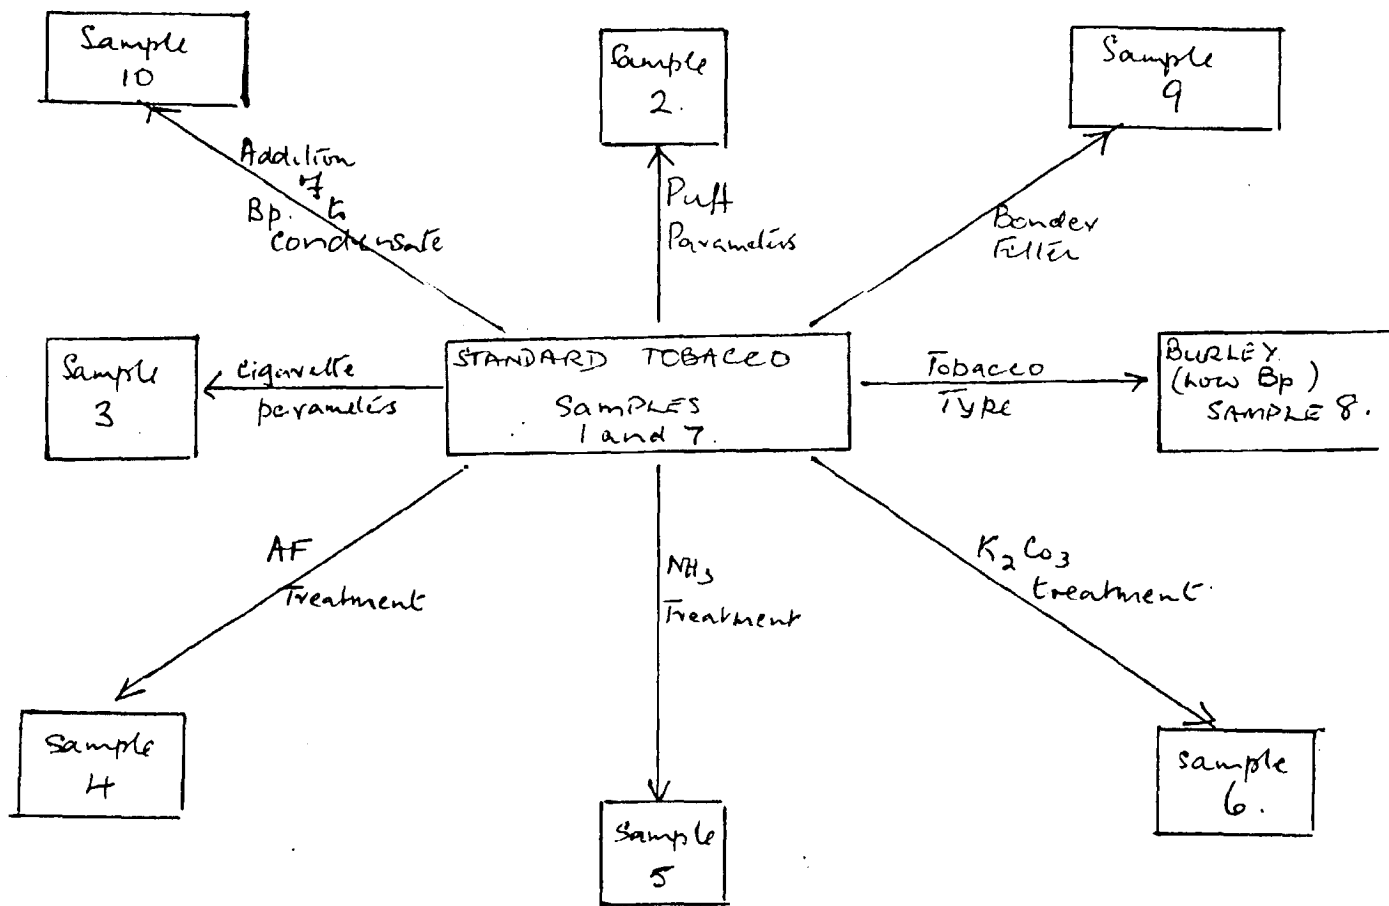 Sample
10
Sample
2.
Sample
9
Addition
of
Bp. to
condensate
Puff
Parameters
Bonder
Filter
Sample
3
cigarette
parameters
STANDARD TOBACCO
SAMPLES
1 and 7.
Tobacco
Type
BURLEY
(Low Bp)
SAMPLE 8.
AF
Treatment
NH3
Treatment
K2CO3
treatment
Sample
4
Sample
5
Sample
6.